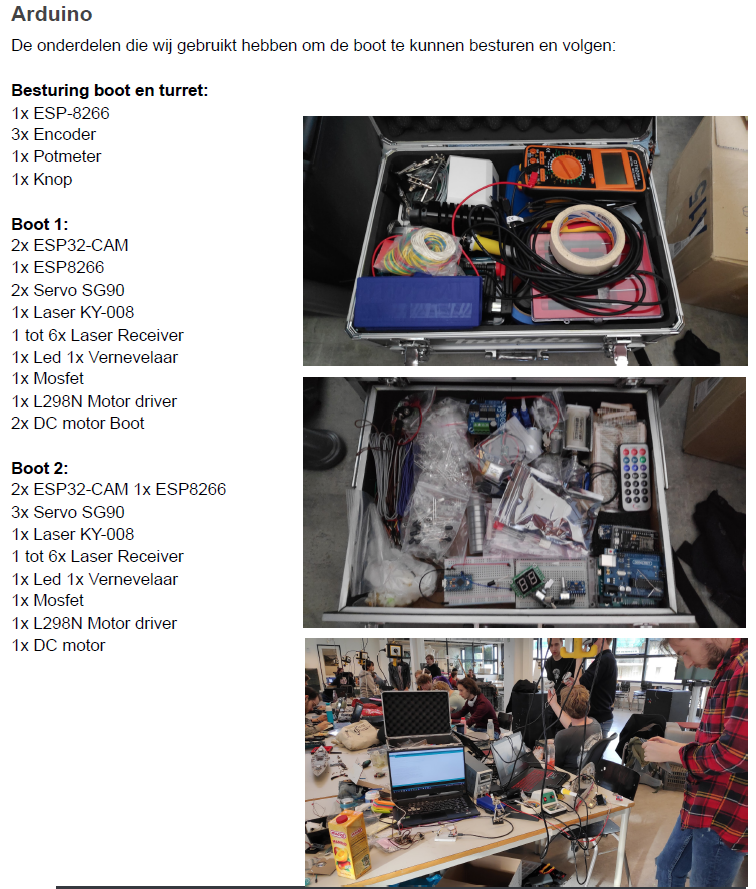 Arduino
De onderdelen die wij gebruikt hebben om de boot te kunnen besturen en volgen:
Besturing boot en turret:
1x ESP-8266
3x Encoder
1x Potmeter
1x Knop
Boot 1:
2x ESP32-CAM
1x ESP8266
2x Servo SG90
1x Laser KY-008
1 tot 6x Laser Receiver
1x Led 1x Vernevelaar
1x Mosfet
1x L298N Motor driver
2x DC motor Boot
Boot 2:
2x ESP32-CAM 1x ESP8266
3x Servo SG90
1x Laser KY-008
1 tot 6x Laser Receiver
1x Led 1x Vernevelaar
1x Mosfet
1x L298N Motor driver
1x DC motor